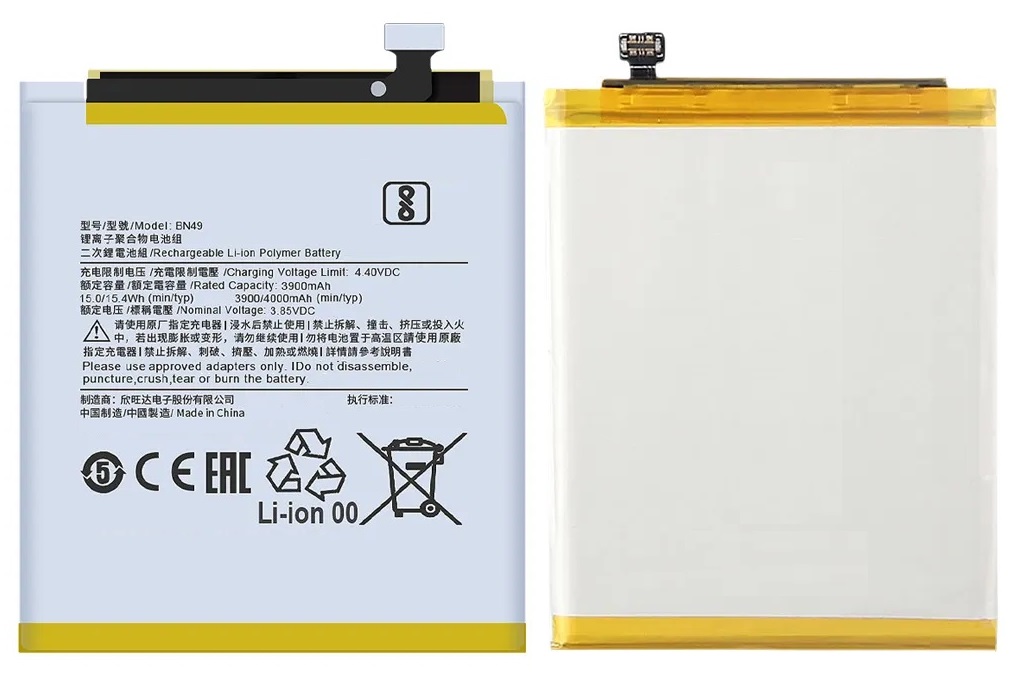 型号/型號/Model: BN49
锂离子聚合物电池组
二次鋰電池組/Rechargeable Li-ion Polymer Battery
充电限制电压 /充電限制電壓 /Charging Voltage Limit: 4.40VDC
额定容量 / 額定電容量 /Rated Capacity: 3900mAh
15.0/15.4Wh (min/typ) 3900/4000mAh (min/typ)
额定电压 / 標稱電壓/ Nominal Voltage: 3.85VDC
请使用原厂指定充电器 | 浸水后禁止使用 | 禁止拆解、撞击、挤压或投入火
中，若出现膨胀或变形，请勿继续使用 | 勿将电池置于高温区請使用原廠
指定充電器 | 禁止拆解、刺破、擠壓、加熱或燃燒 | 詳情請參考說明書
Please use approved adapters only. IDo not disassemble,
puncture,crush,tear or burn the battery.
制造商：欣旺达电子股份有限公司 执行标准：
中国制造/中國製造/ Made in China
5 CE EAC
Li-ion 00